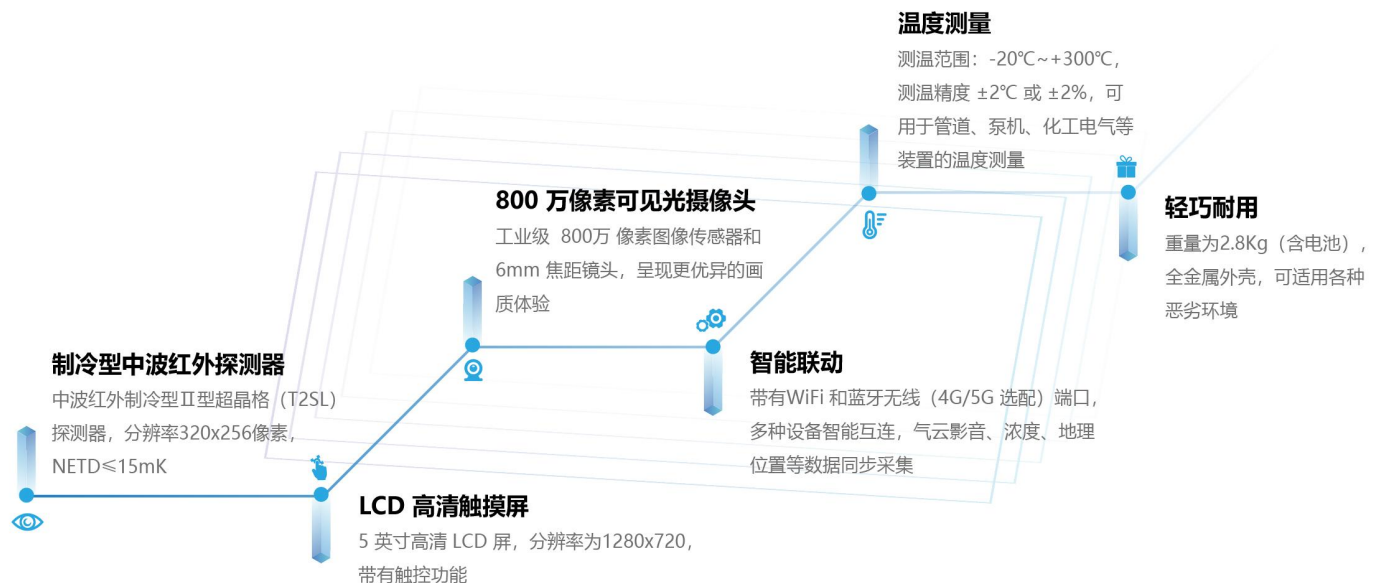 制冷型中波红外探测器
中波红外制冷型Ⅱ型超晶格（T2SL）
探测器，分辨率320x256像素，
NETD≤15mK
LCD 高清触摸屏
5 英寸高清 LCD 屏，分辨率为1280x720，
带有触控功能
800 万像素可见光摄像头
工业级 800万 像素图像传感器和
6mm 焦距镜头，呈现更优异的画
质体验
智能联动
带有WiFi 和蓝牙无线（4G/5G 选配）端口，
多种设备智能互连，气云影音、浓度、地理
位置等数据同步采集
温度测量
测温范围：-20℃~+300℃，
测温精度 ±2℃ 或 ±2%，可
用于管道、泵机、化工电气等
装置的温度测量
轻巧耐用
重量为2.8Kg（含电池），
全金属外壳，可适用各种
恶劣环境